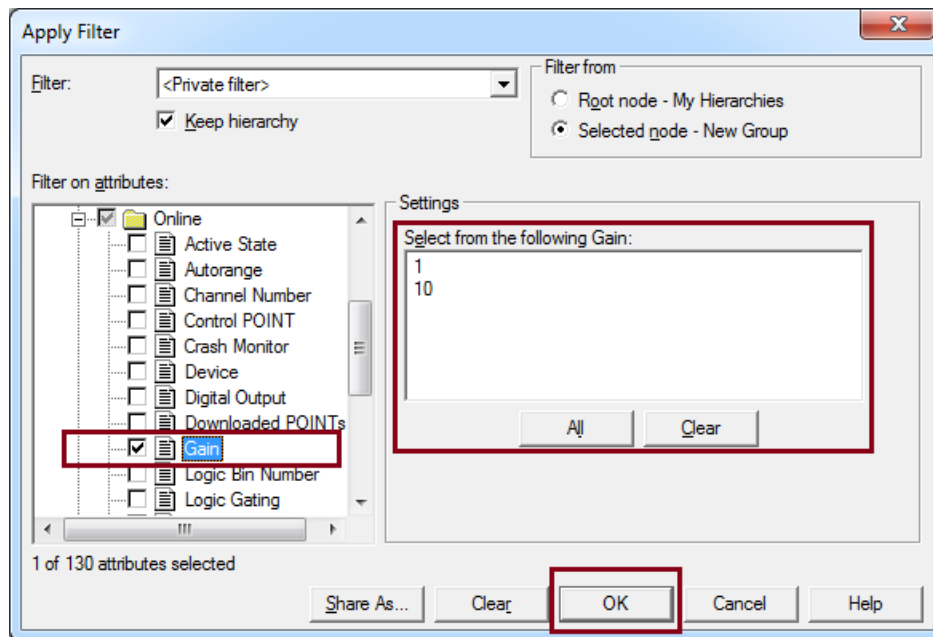 Apply Filter
Filter:
<Private filter>
Keep hierarchy
Filter from
Root node - My Hierarchies
Selected node - New Group
Filter on attributes:
Online
Active State
Autorange
Channel Number
Control POINT
Crash Monitor
Device
Digital Output
Downloaded POINTs
Gain
Logic Bin Number
Logic Gating
Settings
Select from the following Gain:
1
10
All
Clear
1 of 130 attributes selected
Share As...
Clear
OK
Cancel
Help